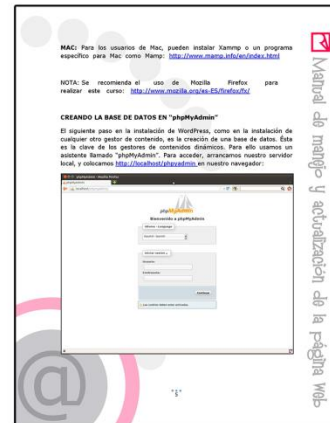 MAC: Para los usuarios de Mac, pueden instalar Xammp o un programa
especifico para Mac como Mamp: http://www.mamp.info/en/index.html
NOTA: Se recomienda el uso de Mozilla Firefox para
realizar este curso: http://www.mozilla.org/es-ES/firefox/fx/
CREANDO LA BASE DE DATOS EN "phpMyAdmin"
El siguiente paso en la instalación de WordPress, como en la instalación de
cualquier otro gestor de contenido, es la creación de una base de datos. Ésta
es la clave de los gestores de contenidos dinámicos. Para ello usamos un
asistente llamado "phpMyAdmin". Para acceder, arrancamos nuestro servidor
local, y colocamos http://localhost/phpyadmin en nuestro navegador:
phpMyAdmin
Bienvenido a phpMyAdmin
5
Manual de manejo y actualización de la página Web
@